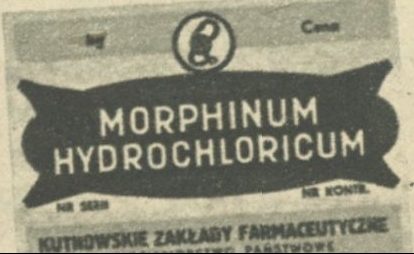 Cena
MORPHINUM
HYDROCHLORICUM
NR SERII
NR KONTR.
KUTNOWSKIE ZAKŁADY FARMACEUTYCZNE
PAŃSTWOWE